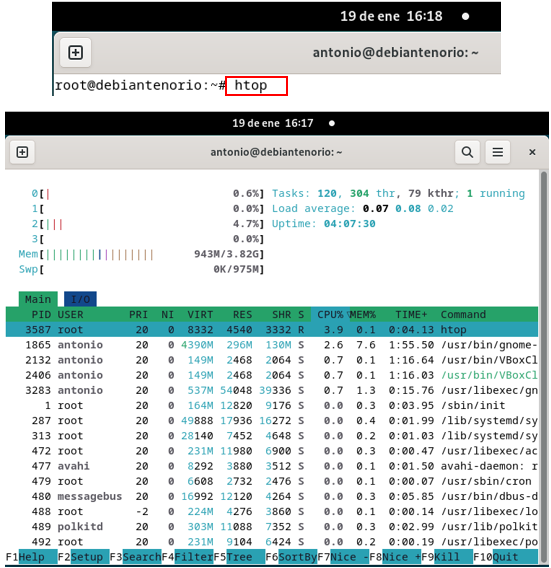 19 de ene 16:18
antonio@debiantenorio: ~
root@debiantenorio:~# htop
19 de ene 16:17
antonio@debiantenorio: ~
0[| 0.6%] Tasks: 120, 304 thr, 79 kthr; 1 running
1[ 0.0%] Load average: 0.07 0.08 0.02
2[||| 4.7%] Uptime: 04:07:30
3[ 0.0%]
Mem[|||||||||||||||||| 943M/3.82G]
Swp[ 0K/975M]
Main I/O
PID USER PRI NI VIRT RES SHR S CPU%▽MEM% TIME+ Command
3587 root 20 0 8332 4540 3332 R 3.9 0.1 0:04.13 htop
1865 antonio 20 0 4390M 296M 130M S 2.6 7.6 1:55.50 /usr/bin/gnome-
2132 antonio 20 0 149M 2468 2064 S 0.7 0.1 1:16.64 /usr/bin/VBoxCl
2406 antonio 20 0 149M 2468 2064 S 0.7 0.1 1:16.03 /usr/bin/VBoxCl
3283 antonio 20 0 537M 54048 39336 S 0.7 1.3 0:15.76 /usr/libexec/gn
1 root 20 0 164M 12820 9176 S 0.0 0.3 0:03.95 /sbin/init
287 root 20 0 49888 17936 16272 S 0.0 0.4 0:01.99 /lib/systemd/sy
313 root 20 0 28140 7452 4648 S 0.0 0.2 0:01.03 /lib/systemd/sy
472 root 20 0 231M 11980 6900 S 0.0 0.3 0:00.47 /usr/libexec/ac
477 avahi 20 0 8292 3880 3512 S 0.0 0.1 0:01.50 avahi-daemon: r
479 root 20 0 6608 2732 2476 S 0.0 0.1 0:00.07 /usr/sbin/cron
480 messagebus 20 0 16992 12120 4264 S 0.0 0.3 0:05.85 /usr/bin/dbus-d
488 root -2 0 224M 4276 3860 S 0.0 0.1 0:00.14 /usr/libexec/lo
489 polkitd 20 0 303M 11088 7352 S 0.0 0.3 0:02.99 /usr/lib/polkit
492 root 20 0 231M 9104 6424 S 0.0 0.2 0:00.19 /usr/libexec/po
F1Help F2Setup F3SearchF4FilterF5Tree F6SortByF7Nice -F8Nice +F9Kill F10Quit